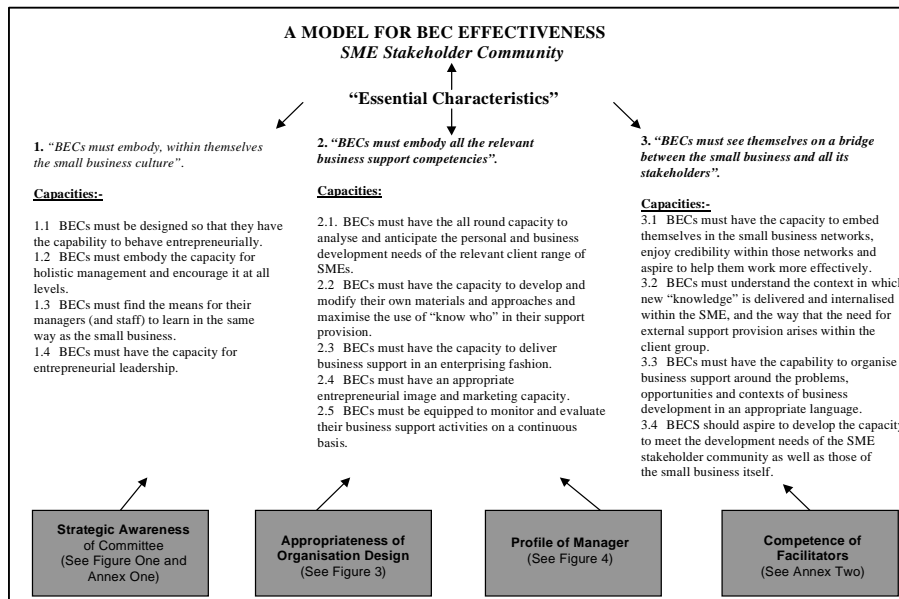 A MODEL FOR BEC EFFECTIVENESS
SME Stakeholder Community
“Essential Characteristics”
1. “BECs must embody, within themselves
the small business culture”.
Capacities:-
1.1 BECs must be designed so that they have
the capability to behave entrepreneurially.
1.2 BECs must embody the capacity for
holistic management and encourage it at all
levels.
1.3 BECs must find the means for their
managers (and staff) to learn in the same
way as the small business.
1.4 BECs must have the capacity for
entrepreneurial leadership.
2. “BECs must embody all the relevant
business support competencies”.
Capacities:
2.1. BECs must have the all round capacity to
analyse and anticipate the personal and business
development needs of the relevant client range of
SMEs.
2.2 BECs must have the capacity to develop and
modify their own materials and approaches and
maximise the use of “know who” in their support
provision.
2.3 BECs must have the capacity to deliver
business support in an enterprising fashion.
2.4 BECs must have an appropriate
entrepreneurial image and marketing capacity.
2.5 BECs must be equipped to monitor and evaluate
their business support activities on a continuous
basis.
3. “BECs must see themselves on a bridge
between the small business and all its
stakeholders”.
Capacities:-
3.1 BECs must have the capacity to embed
themselves in the small business networks,
enjoy credibility within those networks and
aspire to help them work more effectively.
3.2 BECs must understand the context in which
new “knowledge” is delivered and internalised
within the SME, and the way that the need for
external support provision arises within the
client group.
3.3 BECs must have the capability to organise
business support around the problems,
opportunities and contexts of business
development in an appropriate language.
3.4 BECS should aspire to develop the capacity
to meet the development needs of the SME
stakeholder community as well as those of
the small business itself.
Strategic Awareness
of Committee
(See Figure One and
Annex One)
Appropriateness of
Organisation Design
(See Figure 3)
Profile of Manager
(See Figure 4)
Competence of
Facilitators
(See Annex Two)